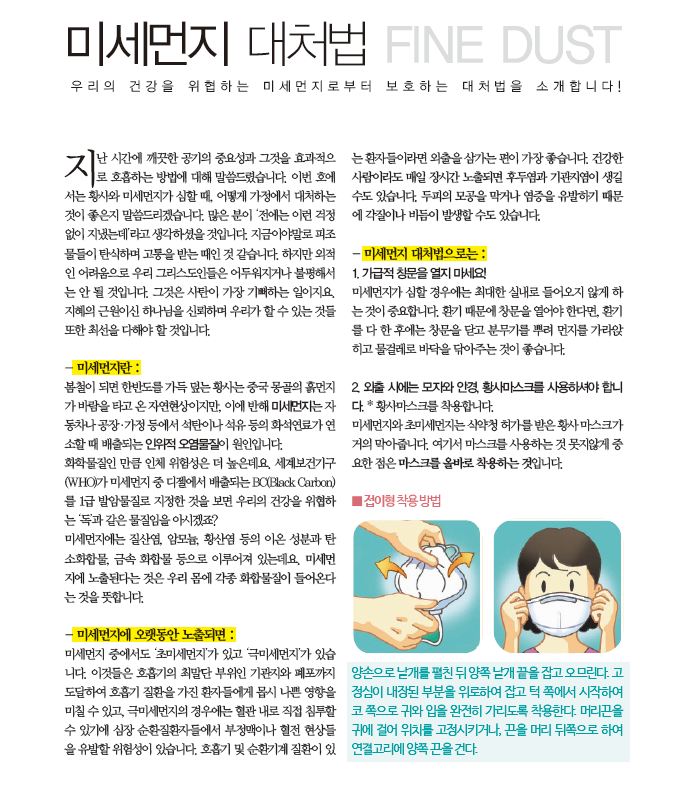 미세먼지 대처법 FINE DUST
우리의 건강을 위협하는 미세먼지로부터 보호하는 대처법을 소개합니다!
지난 시간에 깨끗한 공기의 중요성과 그것을 효과적으
로 호흡하는 방법에 대해 말씀드렸습니다. 이번 호에
서는 황사와 미세먼지가 심할 때, 어떻게 가정에서 대처하는
것이 좋은지 말씀드리겠습니다. 많은 분이 '전에는 이런 걱정
없이 지냈는데'라고 생각하셨을 것입니다. 지금이야말로 피조
물들이 탄식하며 고통을 받는 때인 것 같습니다. 하지만 외적
인 어려움으로 우리 그리스도인들은 어두워지거나 불평해서
는 안 될 것입니다. 그것은 사탄이 가장 기뻐하는 일이지요.
지혜의 근원이신 하나님을 신뢰하며 우리가 할 수 있는 것들
또한 최선을 다해야 할 것입니다.
– 미세먼지란 :
봄철이 되면 한반도를 가득 덮는 황사는 중국 몽골의 흙먼지
가 바람을 타고 온 자연현상이지만, 이에 반해 미세먼지는 자
동차나 공장·가정 등에서 석탄이나 석유 등의 화석연료가 연
소할 때 배출되는 인위적 오염물질이 원인입니다.
화학물질인 만큼 인체 위험성은 더 높은데요. 세계보건기구
(WHO)가 미세먼지 중 디젤에서 배출되는 BC(Black Carbon)
를 1급 발암물질로 지정한 것을 보면 우리의 건강을 위협하
는 '독'과 같은 물질임을 아시겠죠?
미세먼지에는 질산염, 암모늄, 황산염 등의 이온 성분과 탄
소화합물, 금속 화합물 등으로 이루어져 있는데요. 미세먼
지에 노출된다는 것은 우리 몸에 각종 화합물질이 들어온다
는 것을 뜻합니다.
– 미세먼지에 오랫동안 노출되면 :
미세먼지 중에서도 '초미세먼지'가 있고 '극미세먼지'가 있습
니다. 이것들은 호흡기의 최말단 부위인 기관지와 폐포까지
도달하여 호흡기 질환을 가진 환자들에게 몹시 나쁜 영향을
미칠 수 있고, 극미세먼지의 경우에는 혈관 내로 직접 침투할
수 있기에 심장 순환질환자들에서 부정맥이나 혈전 현상들
을 유발할 위험성이 있습니다. 호흡기 및 순환기계 질환이 있
는 환자들이라면 외출을 삼가는 편이 가장 좋습니다. 건강한
사람이라도 매일 장시간 노출되면 후두염과 기관지염이 생길
수도 있습니다. 두피의 모공을 막거나 염증을 유발하기 때문
에 각질이나 비듬이 발생할 수도 있습니다.
– 미세먼지 대처법으로는 :
1. 가급적 창문을 열지 마세요!
미세먼지가 심할 경우에는 최대한 실내로 들어오지 않게 하
는 것이 중요합니다. 환기 때문에 창문을 열어야 한다면, 환기
를 다 한 후에는 창문을 닫고 분무기를 뿌려 먼지를 가라앉
히고 물걸레로 바닥을 닦아주는 것이 좋습니다.
2. 외출 시에는 모자와 안경, 황사마스크를 사용하셔야 합니
다. * 황사마스크를 착용합니다.
미세먼지와 초미세먼지는 식약청 허가를 받은 황사 마스크가
거의 막아줍니다. 여기서 마스크를 사용하는 것 못지않게 중
요한 점은 마스크를 올바로 착용하는 것입니다.
■ 접이형 착용 방법
양손으로 날개를 펼친 뒤 양쪽 날개 끝을 잡고 오므린다. 고
정심이 내장된 부분을 위로하여 잡고 턱 쪽에서 시작하여
코 쪽으로 귀와 입을 완전히 가리도록 착용한다. 머리끈을
귀에 걸어 위치를 고정시키거나, 끈을 머리 뒤쪽으로 하여
연결고리에 양쪽 끈을 건다.